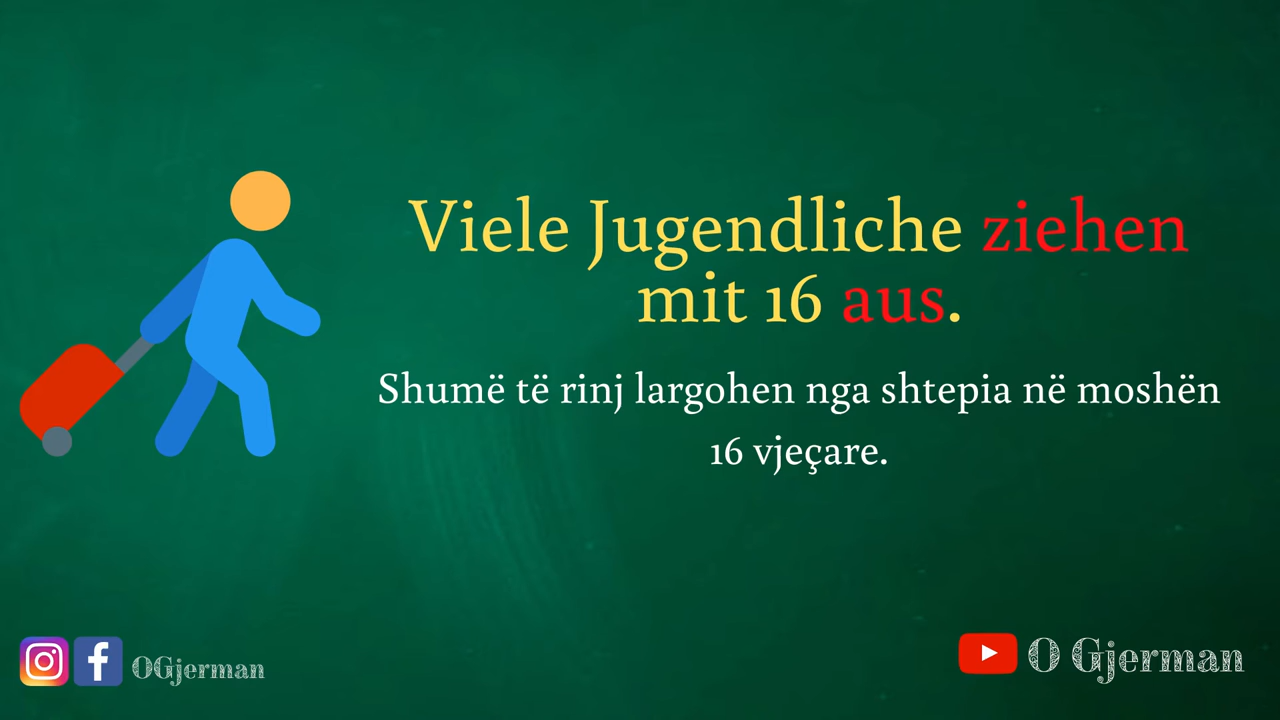 Viele Jugendliche ziehen
mit 16 aus.
Shumë të rinj largohen nga shtepia në moshën
16 vjeçare.
OGjerman
O Gjerman